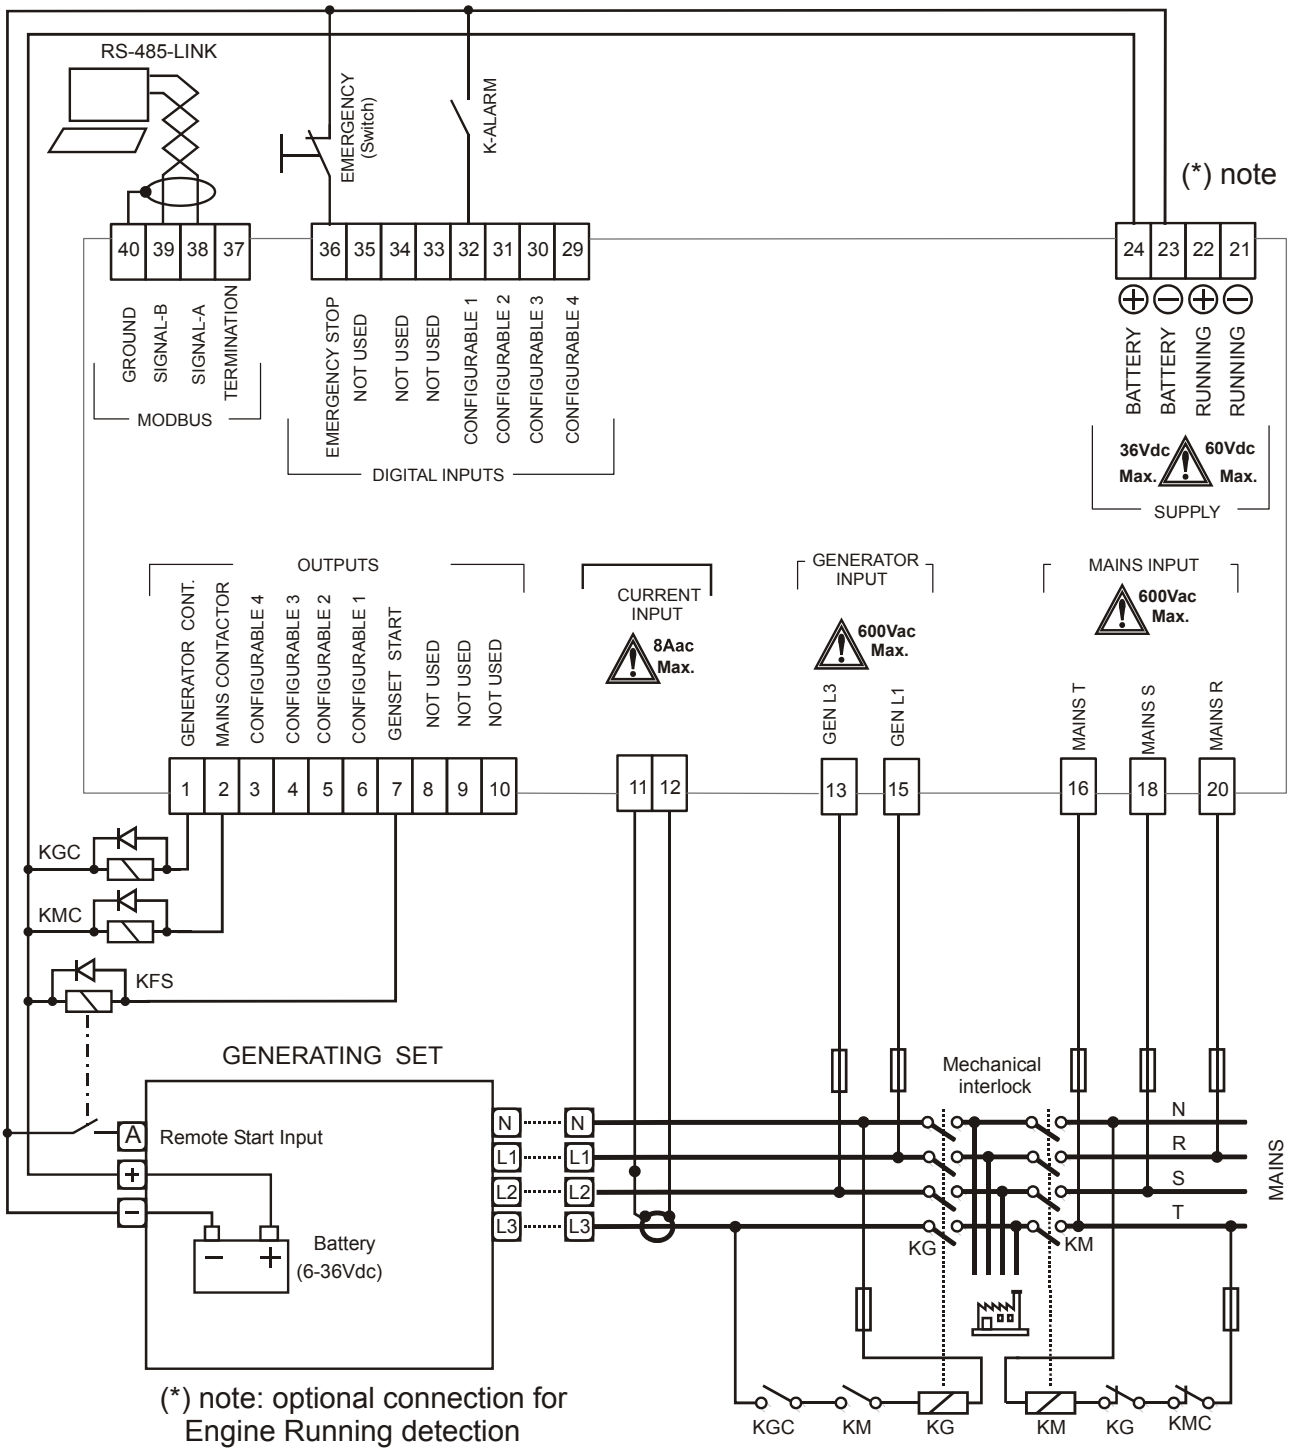 RS-485-LINK
EMERGENCY
(Switch)
K-ALARM
(*) note
40 39 38 37
36 35 34 33 32 31 30 29
24 23 22 21
+ − + −
GROUND
SIGNAL-B
SIGNAL-A
TERMINATION
MODBUS
EMERGENCY STOP
NOT USED
NOT USED
NOT USED
CONFIGURABLE 1
CONFIGURABLE 2
CONFIGURABLE 3
CONFIGURABLE 4
DIGITAL INPUTS
BATTERY
BATTERY
RUNNING
RUNNING
36Vdc
Max.
!
60Vdc
Max.
SUPPLY
OUTPUTS
GENERATOR CONT.
MAINS CONTACTOR
CONFIGURABLE 4
CONFIGURABLE 3
CONFIGURABLE 2
CONFIGURABLE 1
GENSET START
NOT USED
NOT USED
NOT USED
CURRENT
INPUT
!
8Aac
Max.
GENERATOR
INPUT
!
600Vac
Max.
GEN L3
GEN L1
MAINS INPUT
!
600Vac
Max.
MAINS T
MAINS S
MAINS R
1 2 3 4 5 6 7 8 9 10
11 12
13
15
16
18
20
KGC
KMC
KFS
GENERATING SET
A
Remote Start Input
+
−
− +
Battery
(6-36Vdc)
N N
L1 L1
L2 L2
L3 L3
Mechanical
interlock
N
R
S
T
MAINS
KG
KM
KGC
KM
KG
KM
KG
KMC
(*) note: optional connection for
Engine Running detection